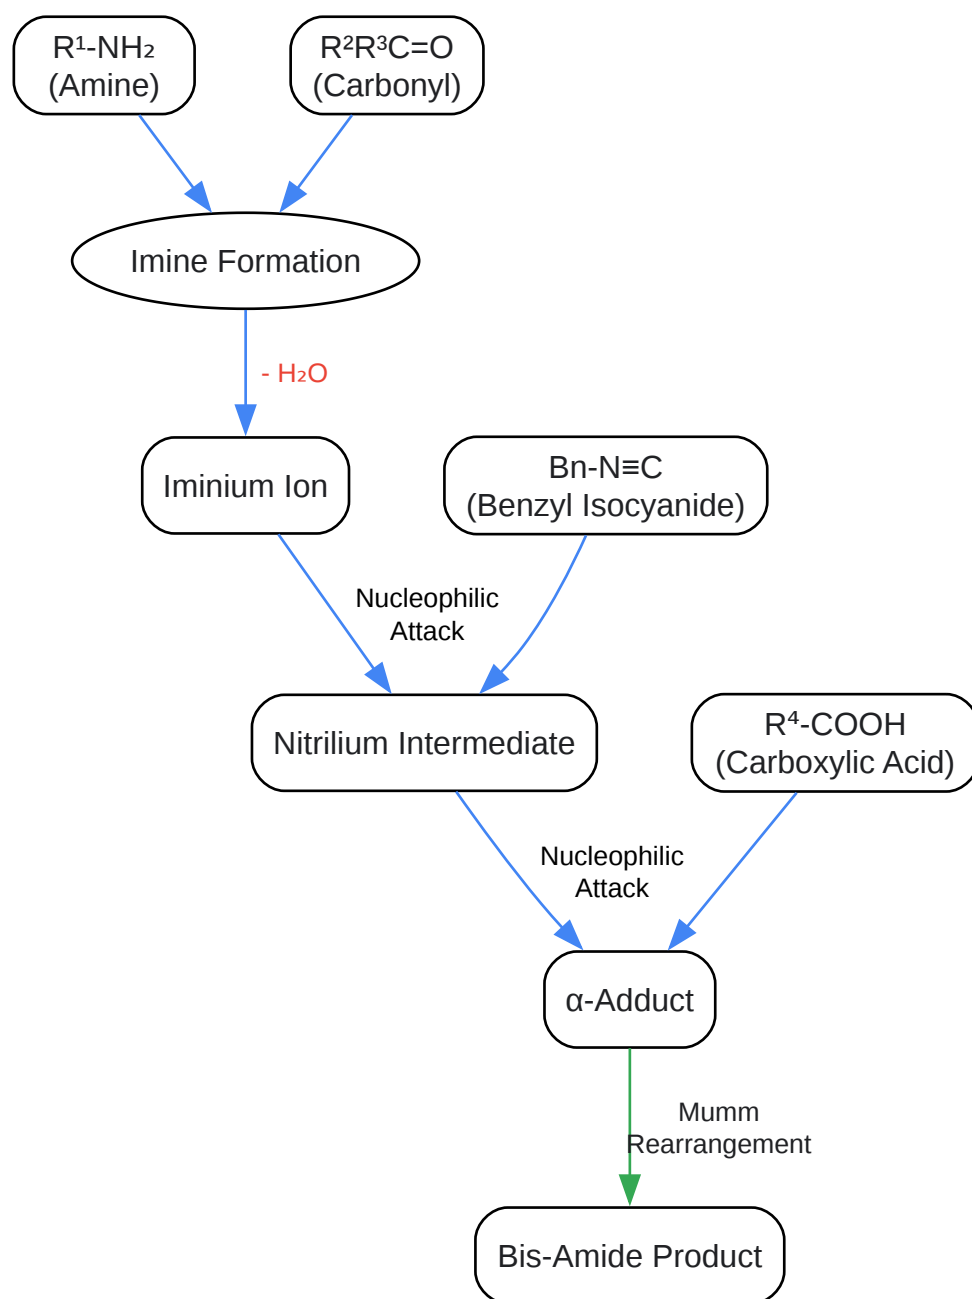 R¹-NH₂
(Amine)
R²R³C=O
(Carbonyl)
Imine Formation
- H₂O
Iminium Ion
Bn-N≡C
(Benzyl Isocyanide)
Nucleophilic
Attack
Nitrilium Intermediate
R⁴-COOH
(Carboxylic Acid)
Nucleophilic
Attack
α-Adduct
Mumm
Rearrangement
Bis-Amide Product